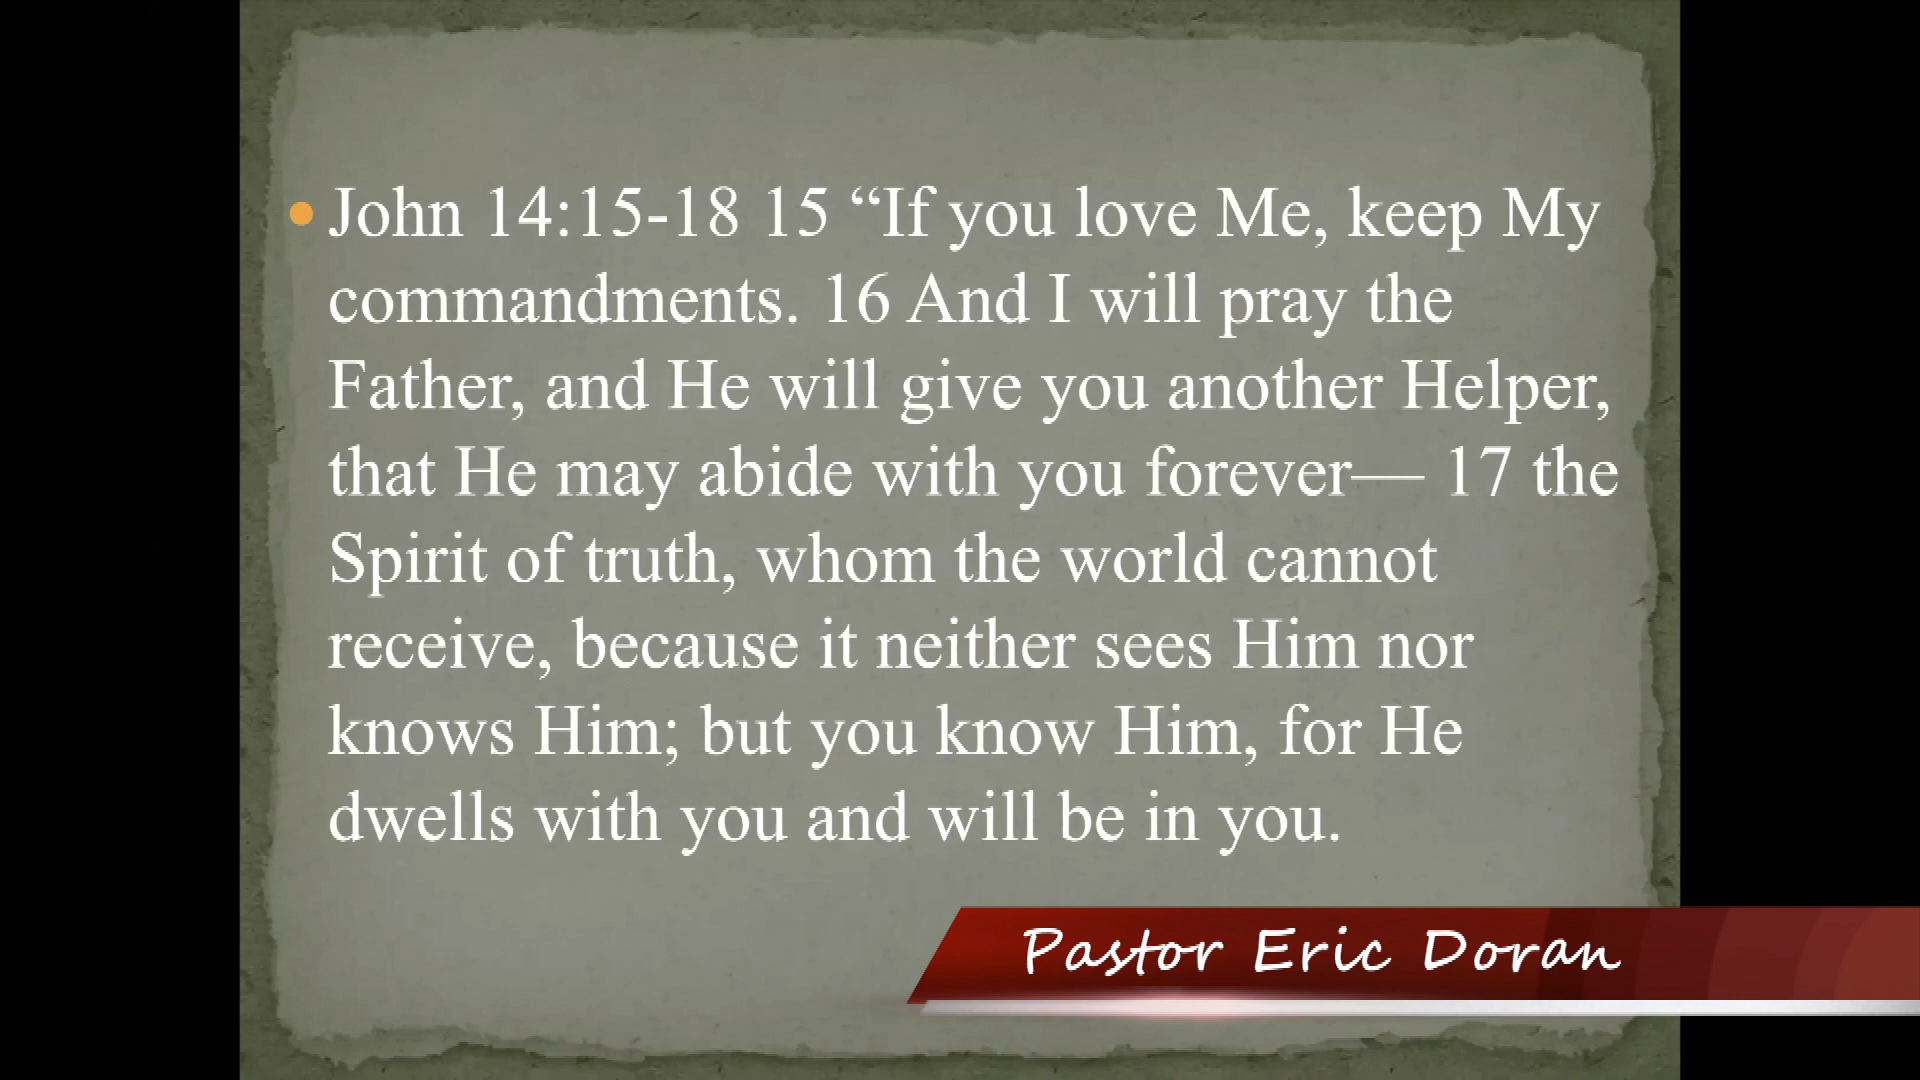 John 14:15-18 15 “If you love Me, keep My
commandments. 16 And I will pray the
Father, and He will give you another Helper,
that He may abide with you forever— 17 the
Spirit of truth, whom the world cannot
receive, because it neither sees Him nor
knows Him; but you know Him, for He
dwells with you and will be in you.
Pastor Eric Doran